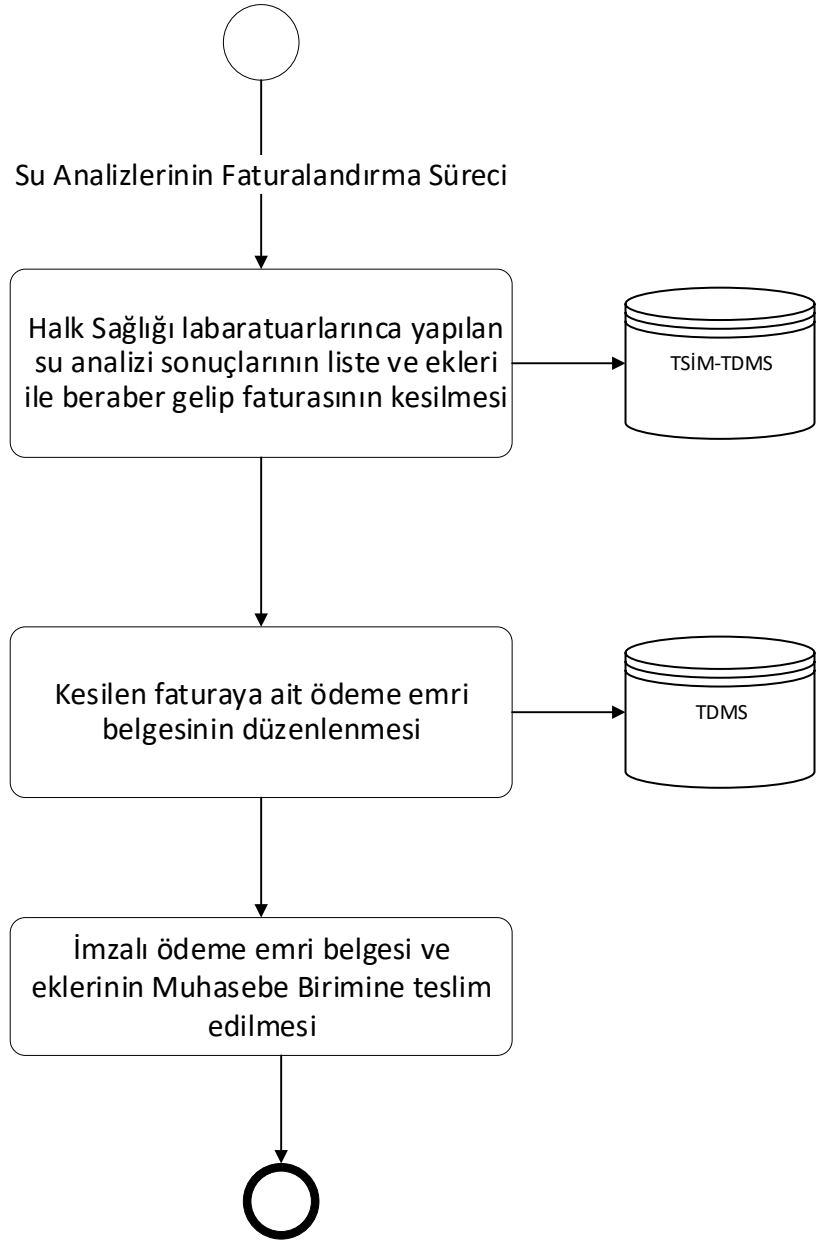 Su Analizlerinin Faturalandırma Süreci
Halk Sağlığı labaratuarlarınca yapılan
su analizi sonuçlarının liste ve ekleri
ile beraber gelip faturasının kesilmesi
TSİM-TDMS
Kesilen faturaya ait ödeme emri
belgesinin düzenlenmesi
TDMS
İmzalı ödeme emri belgesi ve
eklerinin Muhasebe Birimine teslim
edilmesi